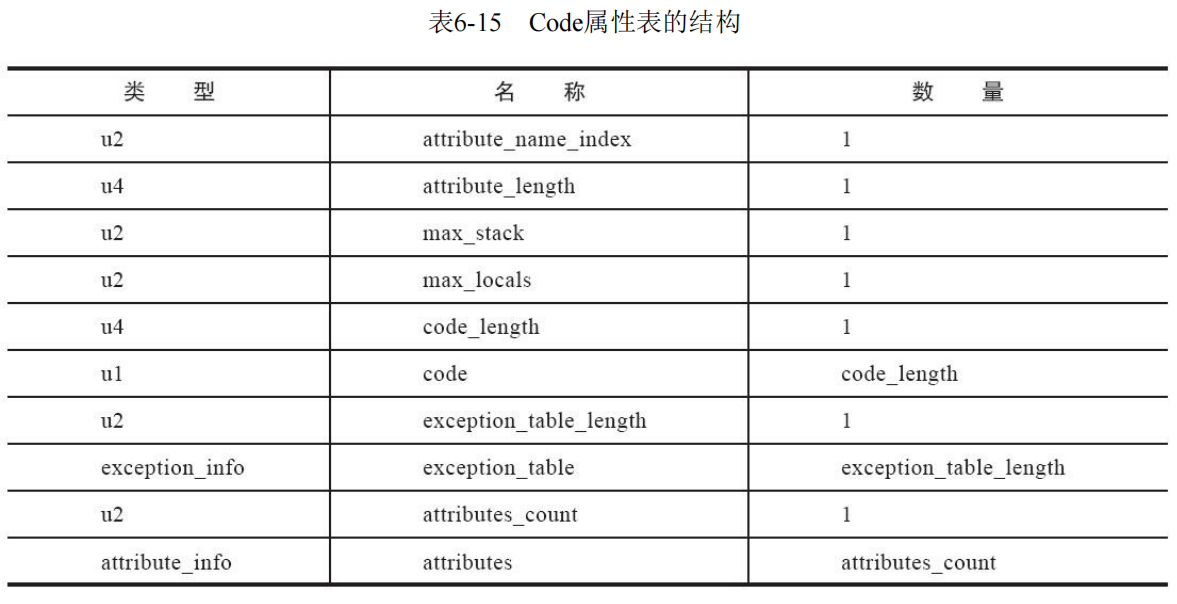 表6-15 Code属性表的结构
类 型 名 称 数 量
u2 attribute_name_index 1
u4 attribute_length 1
u2 max_stack 1
u2 max_locals 1
u4 code_length 1
u1 code code_length
u2 exception_table_length 1
exception_info exception_table exception_table_length
u2 attributes_count 1
attribute_info attributes attributes_count